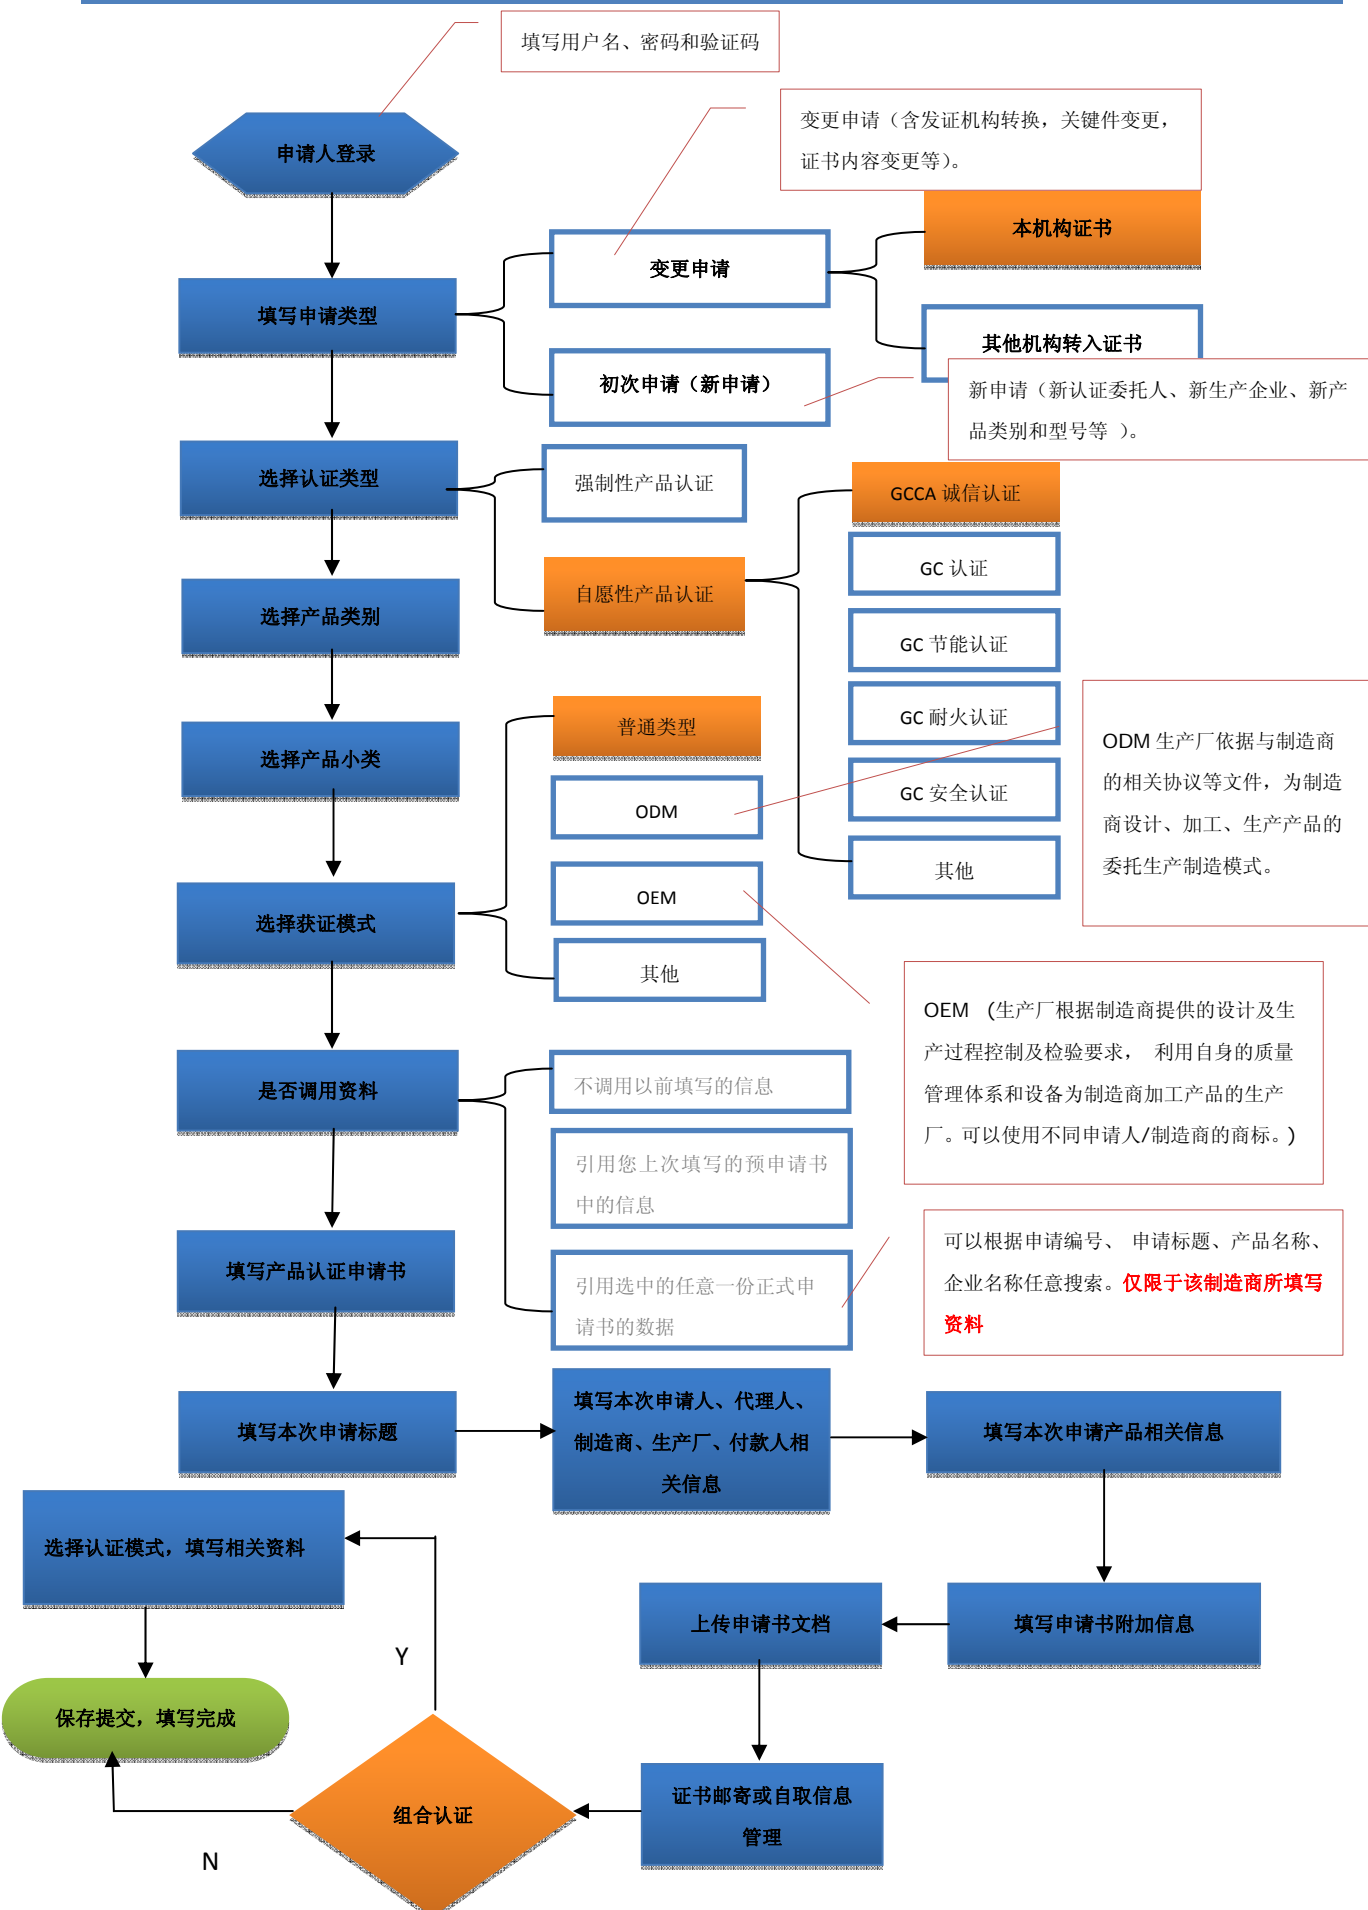 填写用户名、密码和验证码
变更申请（含发证机构转换，关键件变更，
证书内容变更等）。
申请人登录
本机构证书
变更申请
填写申请类型
其他机构转入证书
初次申请（新申请）
新申请（新认证委托人、新生产企业、新产
品类别和型号等 ）。
选择认证类型
强制性产品认证
GCCA 诚信认证
GC 认证
自愿性产品认证
选择产品类别
GC 节能认证
GC 耐火认证
普通类型
选择产品小类
ODM 生产厂依据与制造商
的相关协议等文件，为制造
商设计、加工、生产产品的
委托生产制造模式。
GC 安全认证
ODM
其他
OEM
选择获证模式
其他
OEM （生产厂根据制造商提供的设计及生
产过程控制及检验要求， 利用自身的质量
管理体系和设备为制造商加工产品的生产
厂。可以使用不同申请人/制造商的商标。）
是否调用资料
不调用以前填写的信息
引用您上次填写的预申请书
中的信息
可以根据申请编号、 申请标题、产品名称、
企业名称任意搜索。仅限于该制造商所填写
资料
填写产品认证申请书
引用选中的任意一份正式申
请书的数据
填写本次申请标题
填写本次申请人、代理人、
制造商、生产厂、付款人相
关信息
填写本次申请产品相关信息
选择认证模式，填写相关资料
上传申请书文档
填写申请书附加信息
Y
保存提交，填写完成
证书邮寄或自取信息
管理
组合认证
N